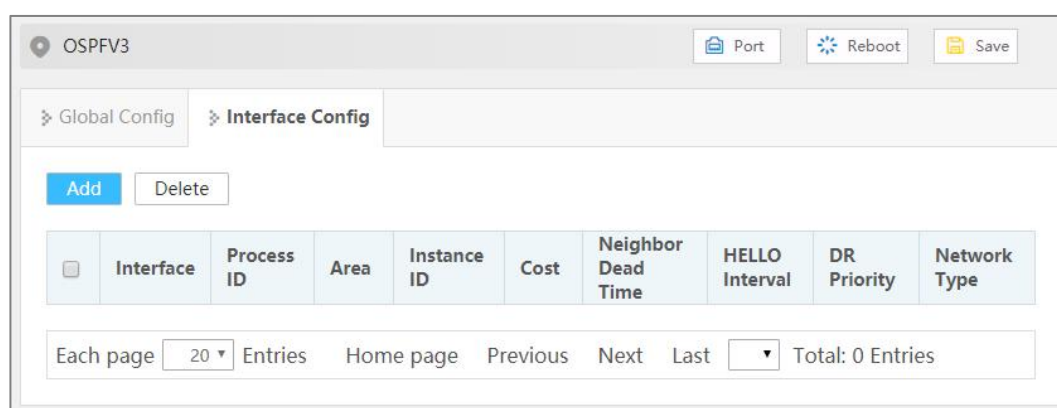 OSPFV3 Port Reboot Save
Global Config Interface Config
Add Delete
Interface Process ID Area Instance ID Cost Neighbor Dead Time HELLO Interval DR Priority Network Type
Each page 20 Entries Home page Previous Next Last Total: 0 Entries